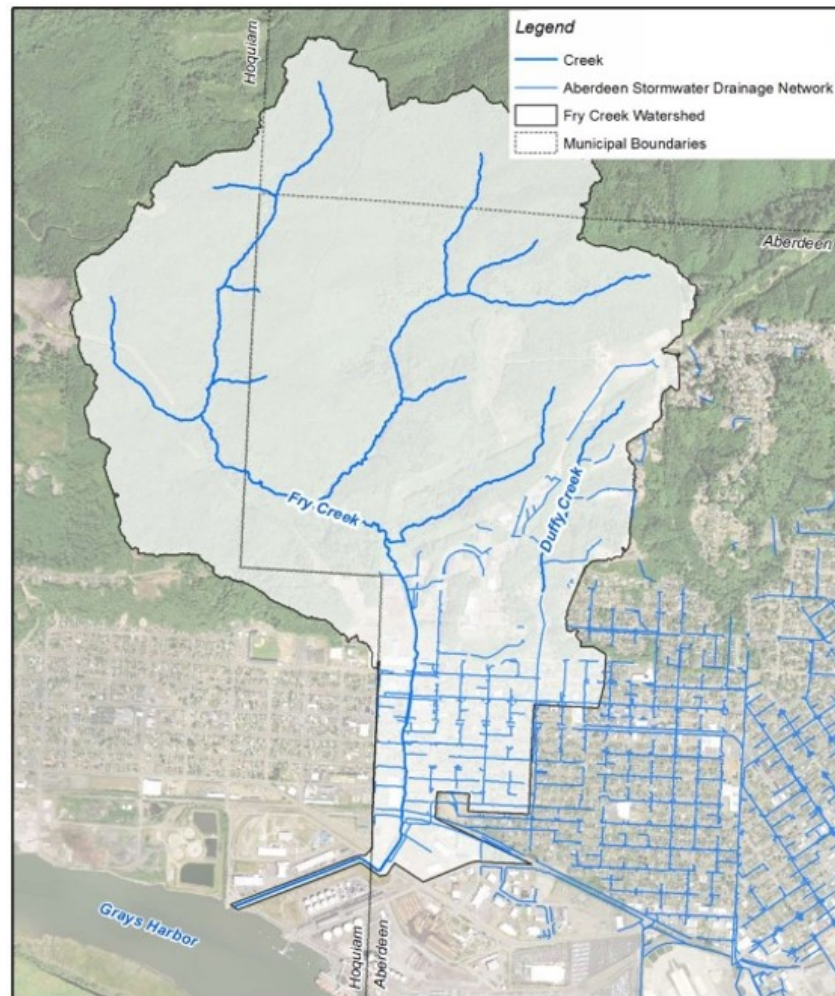 Legend
Creek
Aberdeen Stormwater Drainage Network
Fry Creek Watershed
Municipal Boundaries
Hoquiam
Aberdeen
Fry Creek
Duffy Creek
Grays Harbor
Hoquiam
Aberdeen